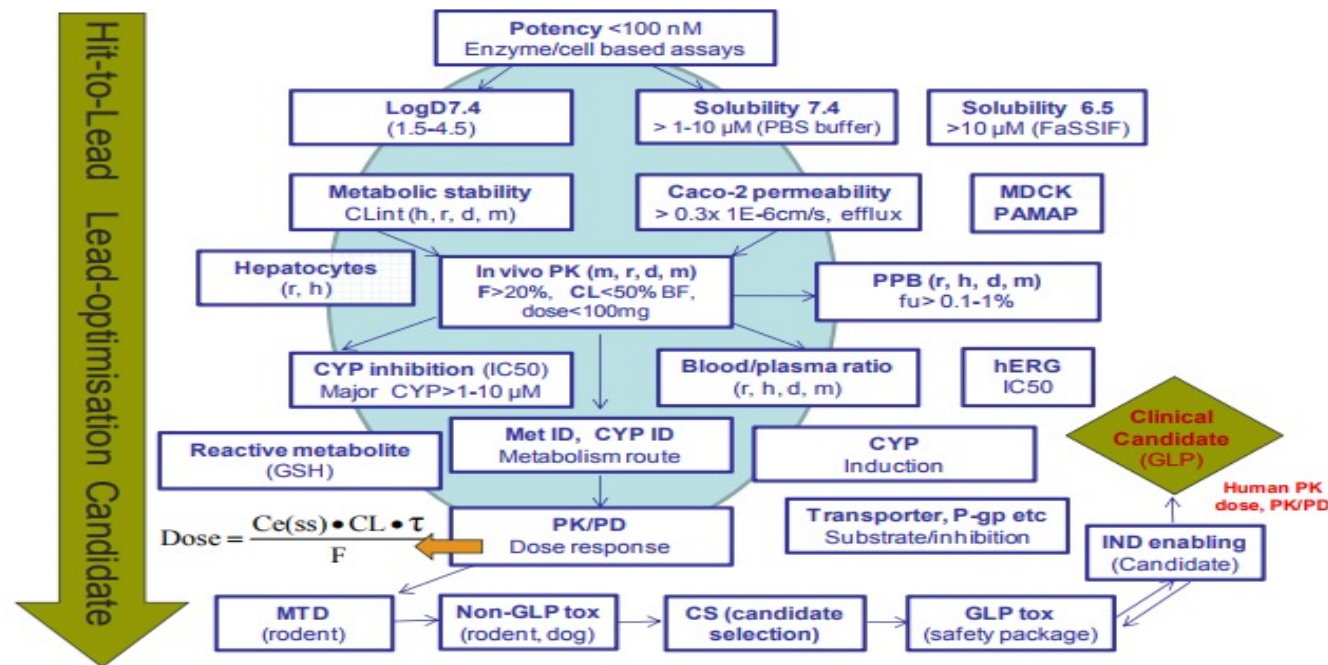 Hit-to-Lead Lead-optimisation Candidate
Potency <100 nM
Enzyme/cell based assays
LogD7.4
(1.5-4.5)
Solubility 7.4
> 1-10 µM (PBS buffer)
Solubility 6.5
>10 µM (FaSSIF)
Metabolic stability
CLint (h, r, d, m)
Caco-2 permeability
> 0.3x 1E-6cm/s, efflux
MDCK
PAMAP
Hepatocytes
(r, h)
In vivo PK (m, r, d, m)
F>20%, CL<50% BF,
dose<100mg
PPB (r, h, d, m)
fu> 0.1-1%
CYP inhibition (IC50)
Major CYP>1-10 µM
Blood/plasma ratio
(r, h, d, m)
hERG
IC50
Clinical
Candidate
(GLP)
Reactive metabolite
(GSH)
Met ID, CYP ID
Metabolism route
CYP
Induction
Human PK
dose, PK/PD
Dose = Ce(ss) • CL • τ
F
PK/PD
Dose response
Transporter, P-gp etc
Substrate/inhibition
IND enabling
(Candidate)
MTD
(rodent)
Non-GLP tox
(rodent, dog)
CS (candidate
selection)
GLP tox
(safety package)